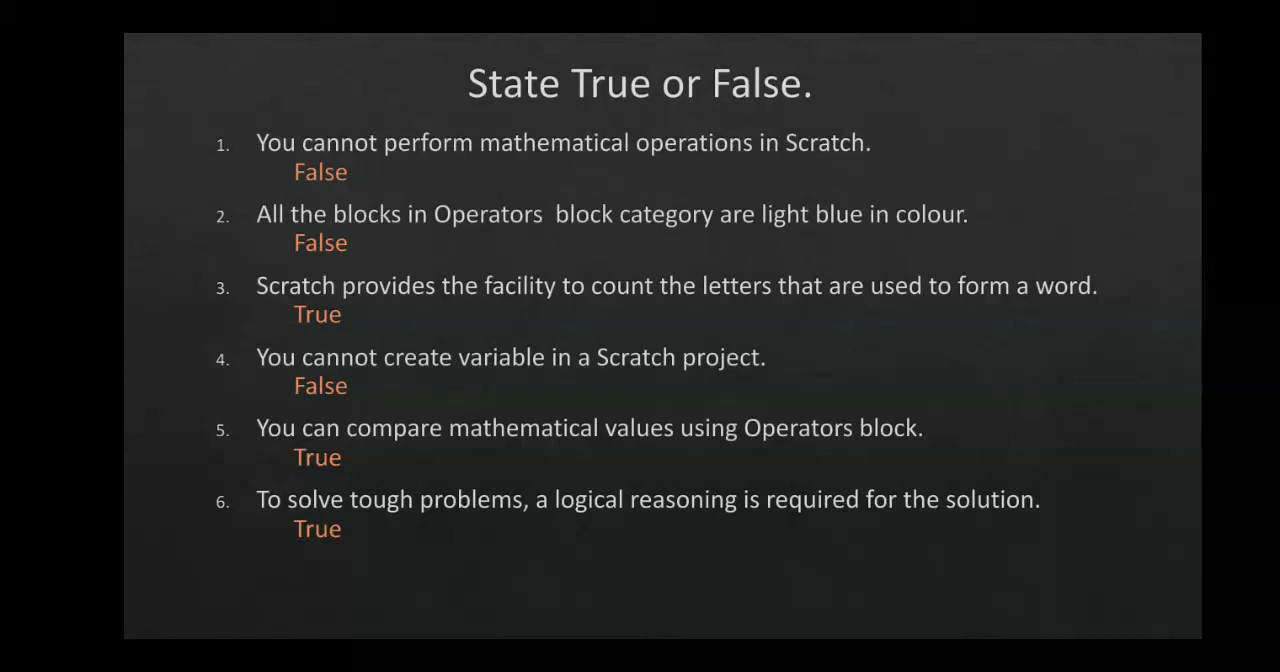 State True or False.
1. You cannot perform mathematical operations in Scratch.
False
2. All the blocks in Operators  block category are light blue in colour.
False
3. Scratch provides the facility to count the letters that are used to form a word.
True
4. You cannot create variable in a Scratch project.
False
5. You can compare mathematical values using Operators block.
True
6. To solve tough problems, a logical reasoning is required for the solution.
True